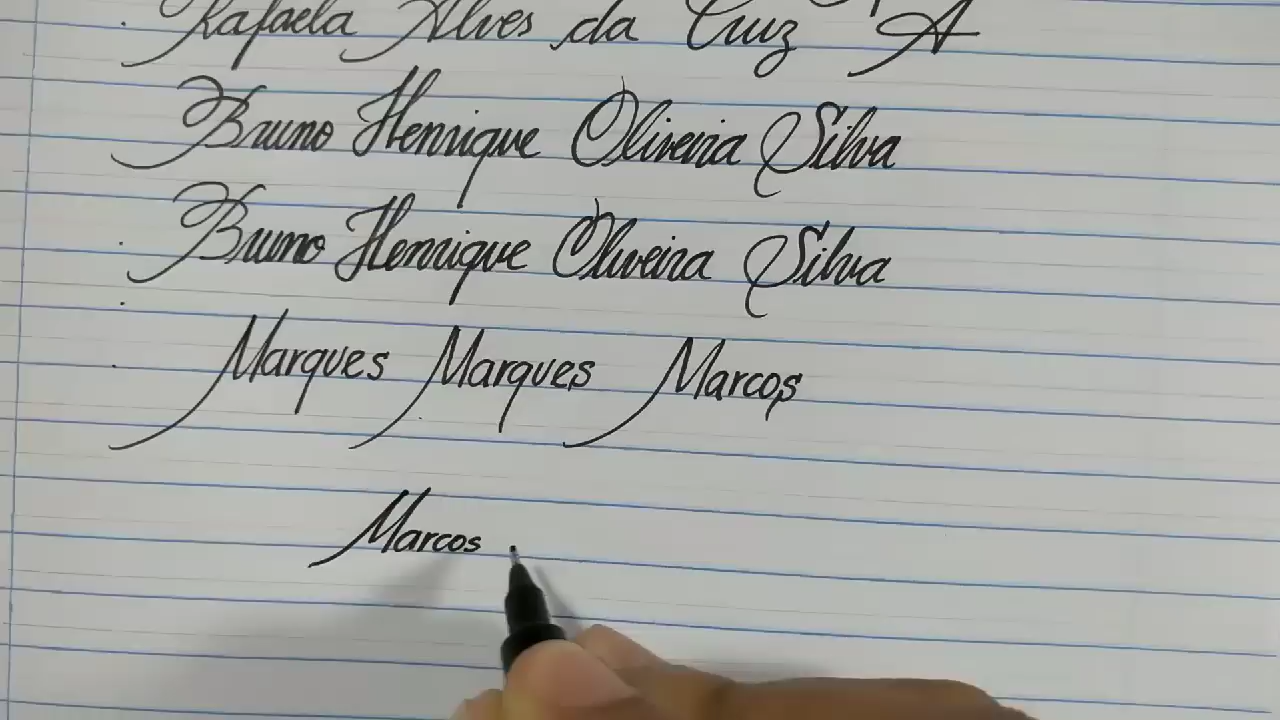 Rafaela Alves da Cruz A
Bruno Henrique Oliveira Silva
Bruno Henrique Oliveira Silva
Marques Marques Marcos
Marcos